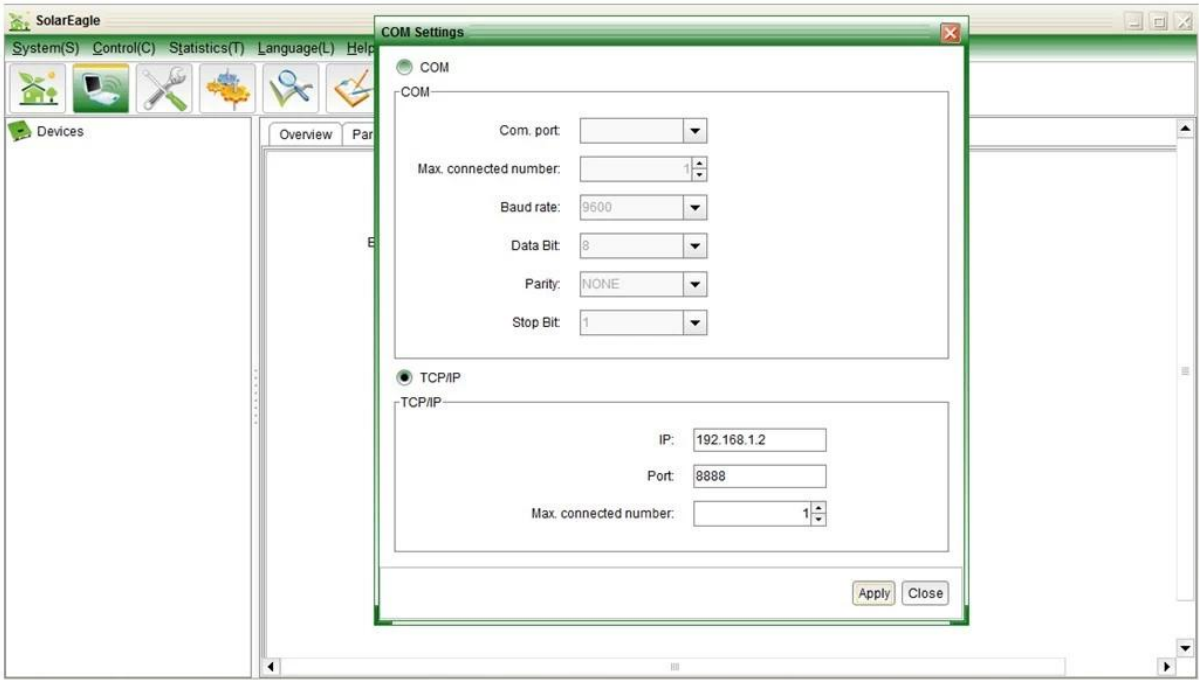 SolarEagle
System(S) Control(C) Statistics(T) Language(L) Help
Devices
Overview Par
E
COM Settings
COM
COM
Com. port:
Max. connected number: 1
Baud rate: 9600
Data Bit: 8
Parity: NONE
Stop Bit: 1
TCP/IP
TCP/IP
IP: 192.168.1.2
Port: 8888
Max. connected number: 1
Apply Close